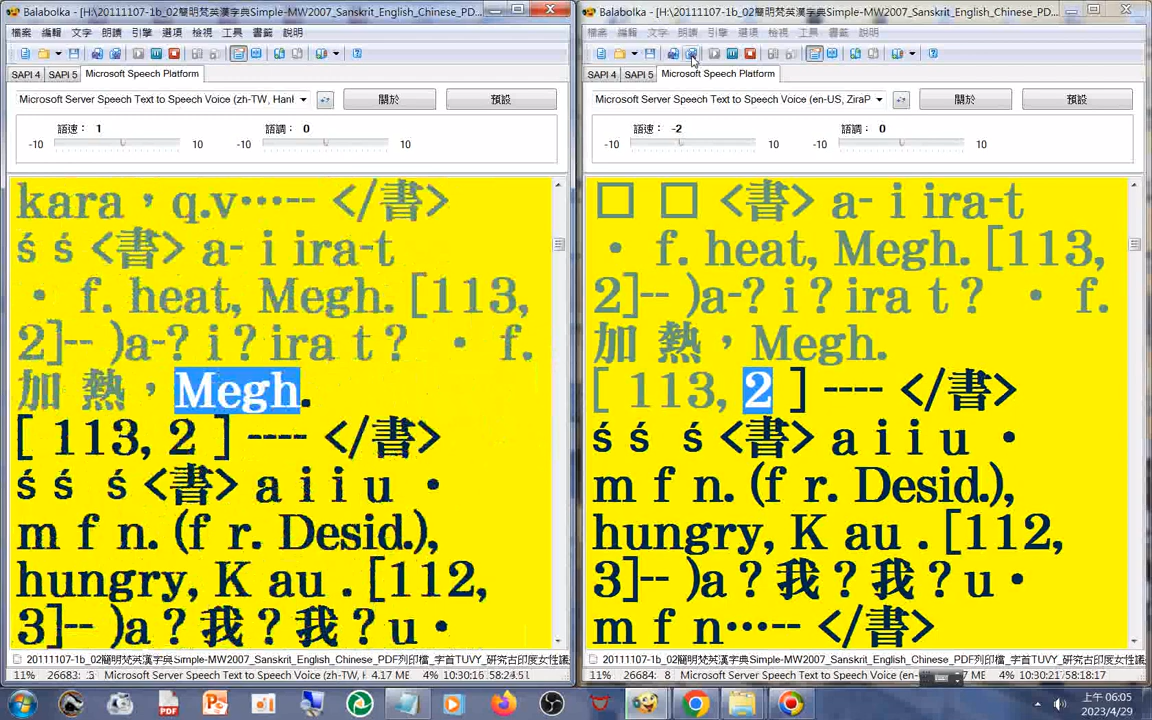 Balabolka - [H:\20111107-1b_02簡明梵英漢字典Simple-MW2007_Sanskrit_English_Chinese_PD...
檔案 編輯 文字 朗讀 引擎 選項 檢視 工具 書籤 說明
SAPI 4 SAPI 5 Microsoft Speech Platform
Microsoft Server Speech Text to Speech Voice (zh-TW, HanI
關於 預設
語速： 1 語調： 0
-10 10 -10 10
kara，q.v…-- </書>
ś ś <書> a- i ira-t
• f. heat, Megh. [113,
2]-- )a-? i？ira t？ • f.
加 熱，Megh.
[ 113, 2 ] ---- </書>
ś ś ś <書> a i i u •
m f n. (f r. Desid.),
hungry, K au . [112,
3]-- )a？我？我？u •
20111107-1b_02簡明梵英漢字典Simple-MW2007_Sanskrit_English_Chinese_PDF列印檔_字首TUVY_研究古印度女性議
11% 26683: Microsoft Server Speech Text to Speech Voice (zh-TW, 4.17 ME 4% 10:30:16
Balabolka - [H:\20111107-1b_02簡明梵英漢字典Simple-MW2007_Sanskrit_English_Chinese_PD...
檔案 編輯 文字 朗讀 引擎 選項 檢視 工具 書籤 說明
SAPI 4 SAPI 5 Microsoft Speech Platform
Microsoft Server Speech Text to Speech Voice (en-US, ZiraP
關於 預設
語速： -2 語調： 0
-10 10 -10 10
□ □ <書> a- i ira-t
• f. heat, Megh. [113,
2]-- )a-? i？ira t？ • f.
加 熱，Megh.
[ 113, 2 ] ---- </書>
ś ś ś <書> a i i u •
m f n. (f r. Desid.),
hungry, K au . [112,
3]-- )a？我？我？u •
m f n…-- </書>
20111107-1b_02簡明梵英漢字典Simple-MW2007_Sanskrit_English_Chinese_PDF列印檔_字首TUVY_研究古印度女性議
11% 26684: 8 Microsoft Server Speech Text to Speech Voice 4.17 ME 4% 10:30:21
上午 06:05
2023/4/29